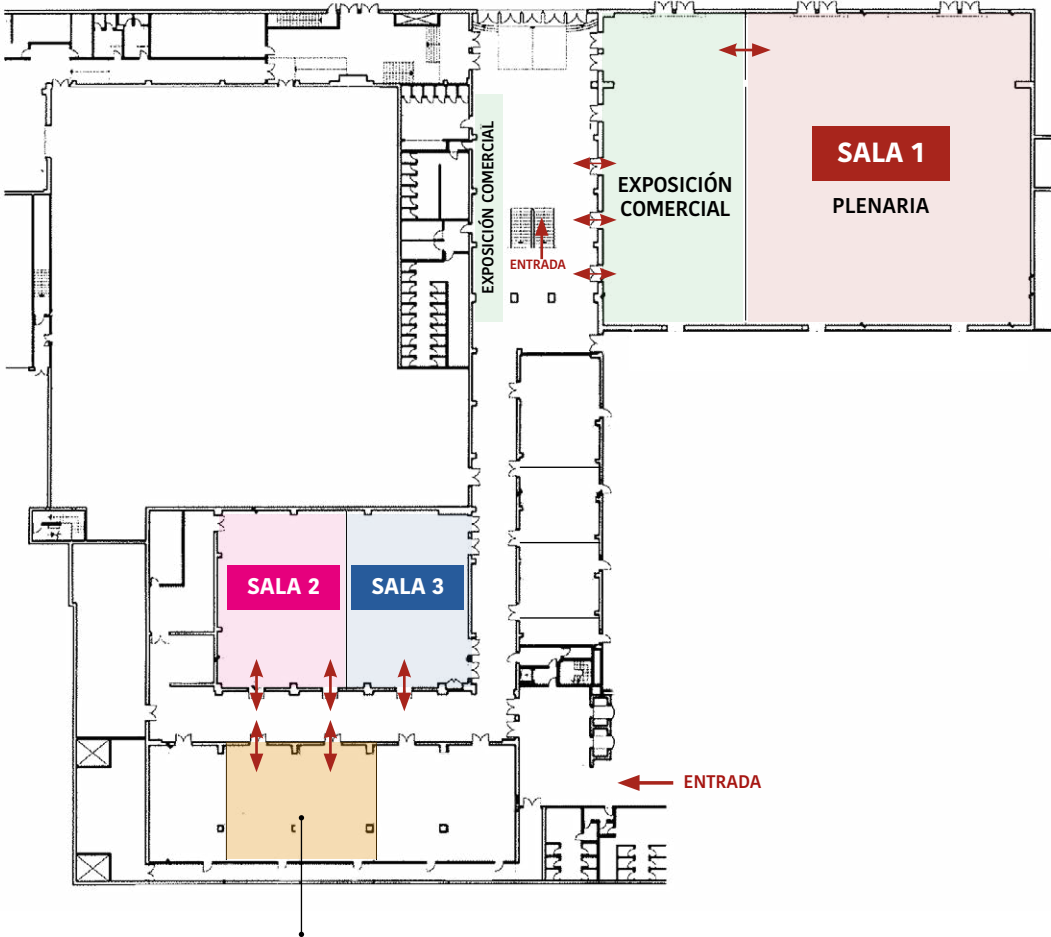 EXPOSICIÓN COMERCIAL
EXPOSICIÓN
COMERCIAL
SALA 1
PLENARIA
ENTRADA
SALA 2
SALA 3
ENTRADA